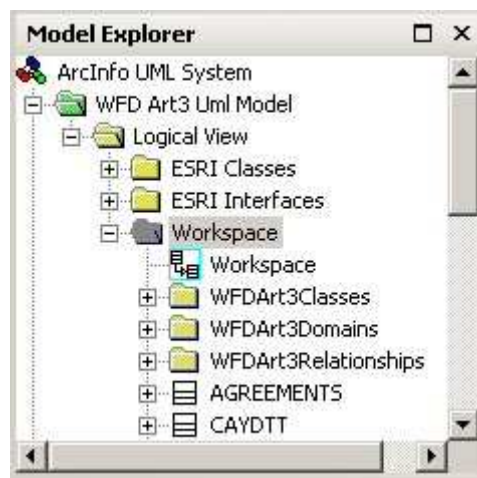 Model Explorer
ArcInfo UML System
WFD Art3 Uml Model
Logical View
ESRI Classes
ESRI Interfaces
Workspace
Workspace
WFDArt3Classes
WFDArt3Domains
WFDArt3Relationships
AGREEMENTS
CAYDTT